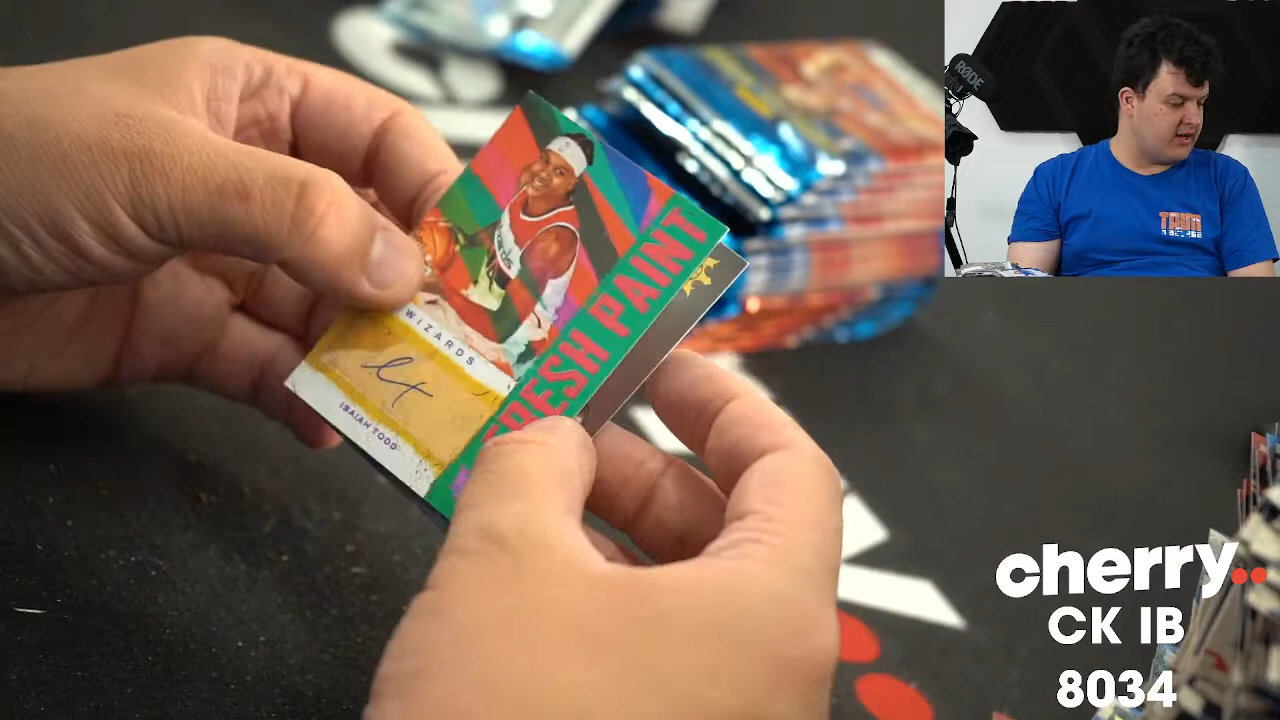 RØDE
FRESH PAINT
WIZARDS
ISAIAH TODD
cherry
CK IB
8034